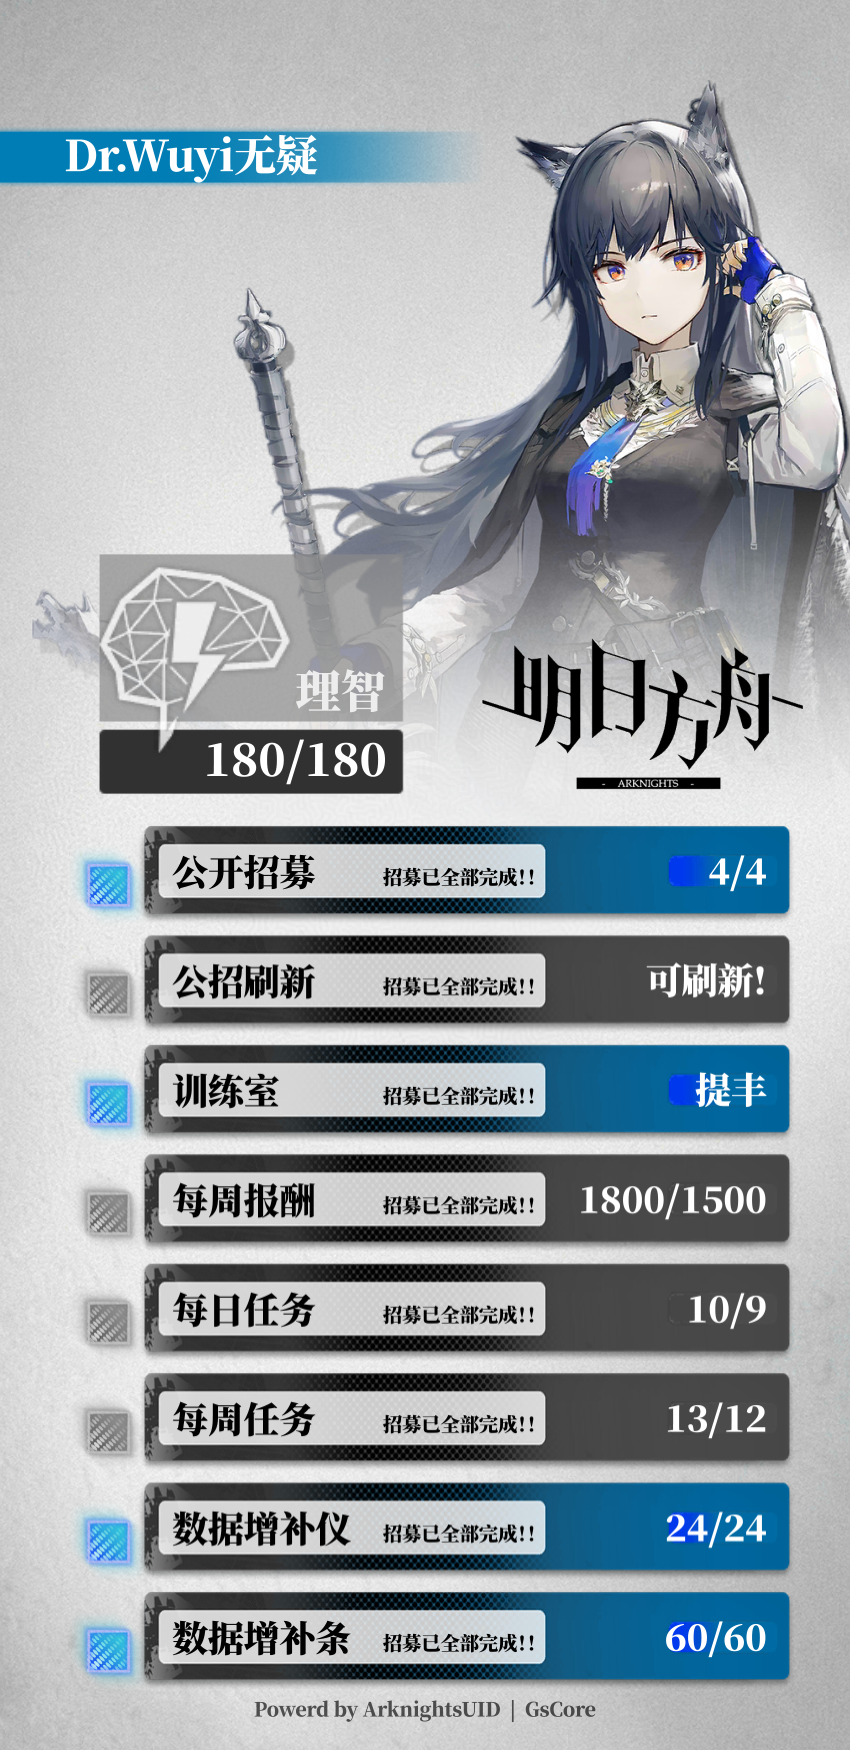 Dr.Wuyi无疑
理智
180/180
明日方舟
- ARKNIGHTS -
公开招募 招募已全部完成!! 4/4
公招刷新 招募已全部完成!! 可刷新!
训练室 招募已全部完成!! 提丰
每周报酬 招募已全部完成!! 1800/1500
每日任务 招募已全部完成!! 10/9
每周任务 招募已全部完成!! 13/12
数据增补仪 招募已全部完成!! 24/24
数据增补条 招募已全部完成!! 60/60
Powerd by ArknightsUID | GsCore